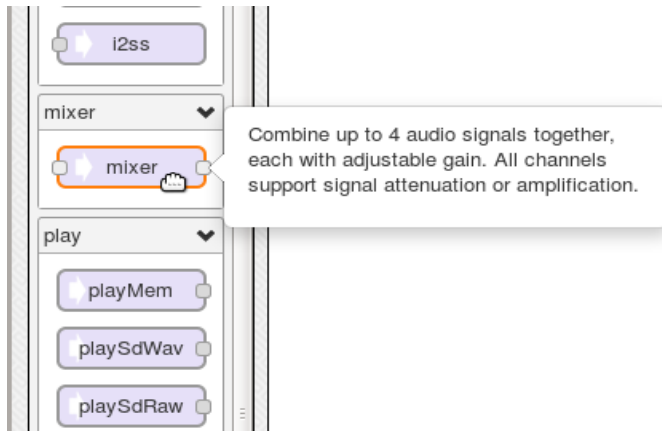 i2ss
mixer
mixer
Combine up to 4 audio signals together,
each with adjustable gain. All channels
support signal attenuation or amplification.
play
playMem
playSdWav
playSdRaw